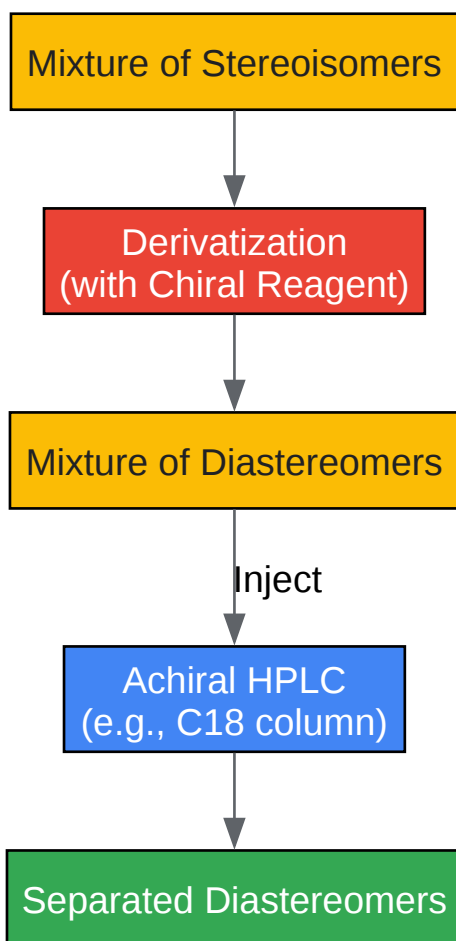 Mixture of Stereoisomers
Derivatization
(with Chiral Reagent)
Mixture of Diastereomers
Inject
Achiral HPLC
(e.g., C18 column)
Separated Diastereomers